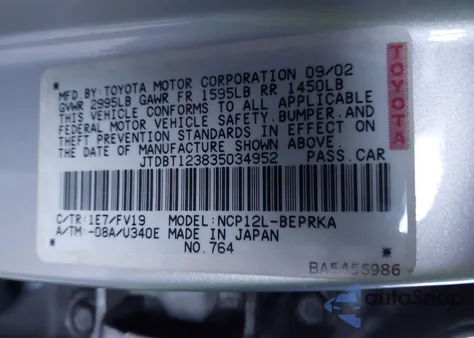 MFD.BY:TOYOTA MOTOR CORPORATION 09/02
GVWR 2995LB GAWR FR 1595LB RR 1450LB
THIS VEHICLE CONFORMS TO ALL APPLICABLE
FEDERAL MOTOR VEHICLE SAFETY,BUMPER,AND
THEFT PREVENTION STANDARDS IN EFFECT ON
THE DATE OF MANUFACTURE SHOWN ABOVE.
JTDBT123835034952 PASS.CAR
C/TR:1E7/FV19 MODEL:NCP12L-BEPRKA
A/TM:-08A/U340E MADE IN JAPAN
NO.764
BA5455986
TOYOTA
autoSnap